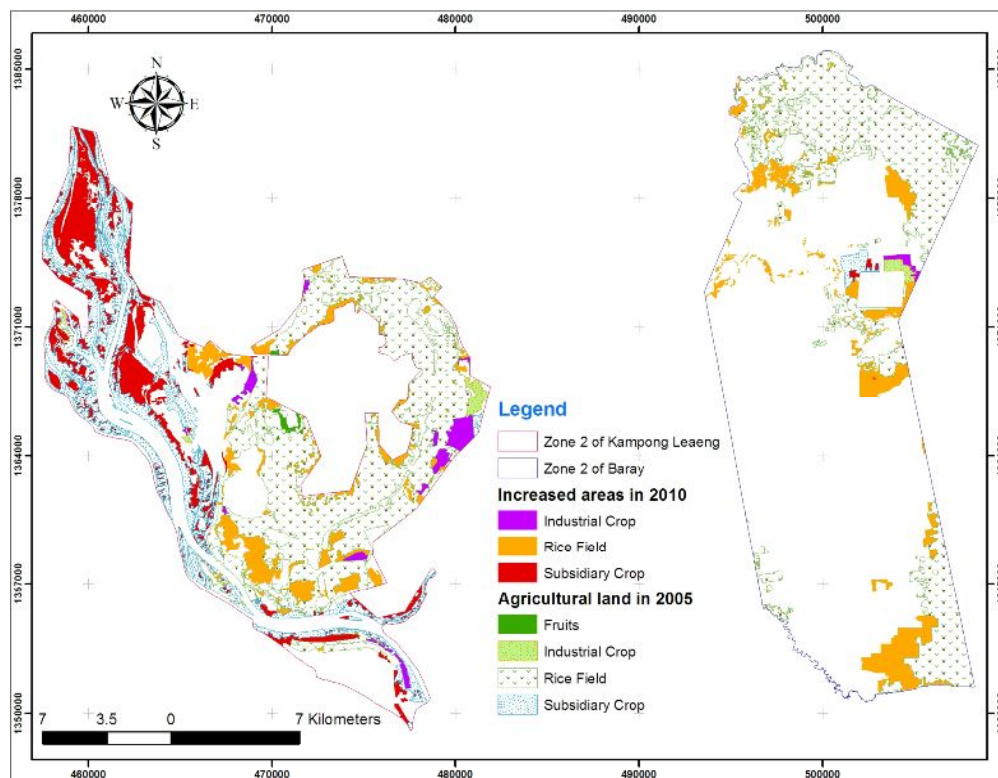 460000 470000 480000 490000 500000
1385000
1378000
1371000
1364000
1357000
1350000
N
W E
S
Legend
Zone 2 of Kampong Leaeng
Zone 2 of Baray
Increased areas in 2010
Industrial Crop
Rice Field
Subsidiary Crop
Agricultural land in 2005
Fruits
Industrial Crop
Rice Field
Subsidiary Crop
7 3.5 0 7 Kilometers
460000 470000 480000 490000 500000